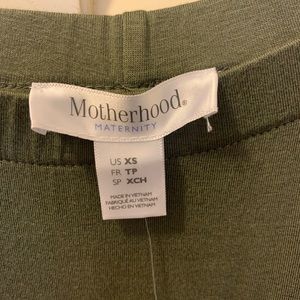 Motherhood®
MATERNITY
US XS
FR TP
SP XCH
MADE IN VIETNAM
FABRIQUÉ AU VIETNAM
HECHO EN VIETNAM